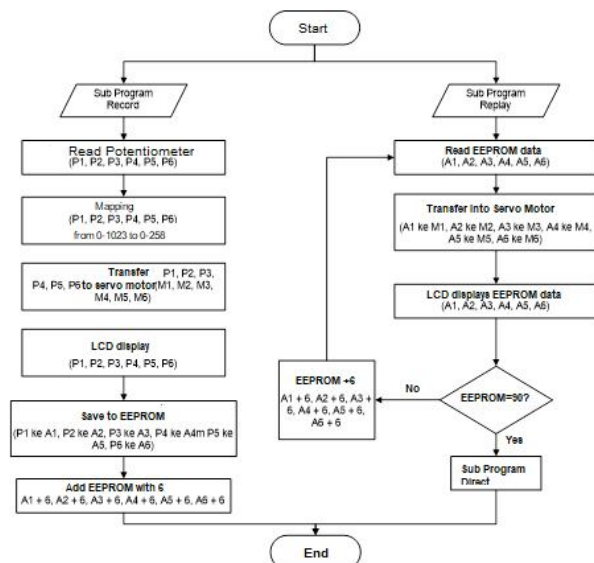 Start
Sub Program
Record
Read Potentiometer
(P1, P2, P3, P4, P5, P6)
Mapping
(P1, P2, P3, P4, P5, P6)
from 0-1023 to 0-258
Transfer P1, P2, P3,
P4, P5, P6 to servo motor(M1, M2, M3,
M4, M5, M6)
LCD display
(P1, P2, P3, P4, P5, P6)
Save to EEPROM
(P1 ke A1, P2 ke A2, P3 ke A3, P4 ke A4m P5 ke
A5, P6 ke A6)
Add EEPROM with 6
A1 + 6, A2 + 6, A3 + 6, A4 + 6, A5 + 6, A6 + 6
Sub Program
Replay
Read EEPROM data
(A1, A2, A3, A4, A5, A6)
Transfer into Servo Motor
(A1 ke M1, A2 ke M2, A3 ke M3, A4 ke M4,
A5 ke M5, A6 ke M6)
LCD displays EEPROM data
(A1, A2, A3, A4, A5, A6)
EEPROM=90?
No
EEPROM +6
A1 + 6, A2 + 6, A3 +
6, A4 + 6, A5 + 6,
A6 + 6
Yes
Sub Program
Direct
End